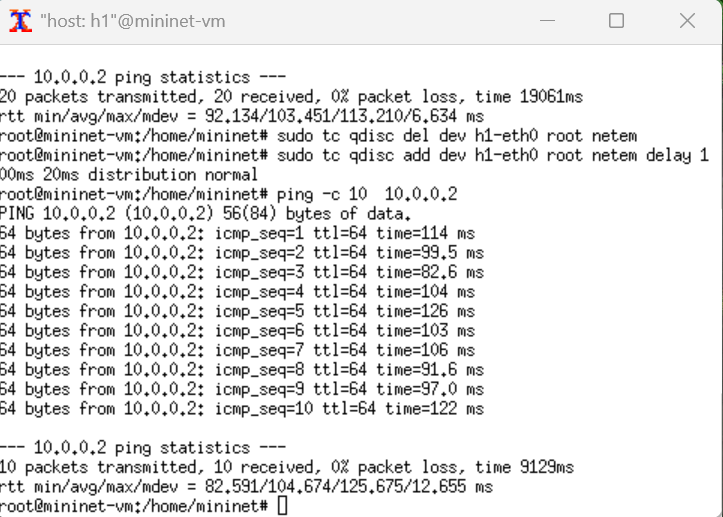 "host: h1"@mininet-vm
--- 10.0.0.2 ping statistics ---
20 packets transmitted, 20 received, 0% packet loss, time 19061ms
rtt min/avg/max/mdev = 92.134/103.451/113.210/6.634 ms
root@mininet-vm:/home/mininet# sudo tc qdisc del dev h1-eth0 root netem
root@mininet-vm:/home/mininet# sudo tc qdisc add dev h1-eth0 root netem delay 1
00ms 20ms distribution normal
root@mininet-vm:/home/mininet# ping -c 10  10.0.0.2
PING 10.0.0.2 (10.0.0.2) 56(84) bytes of data.
64 bytes from 10.0.0.2: icmp_seq=1 ttl=64 time=114 ms
64 bytes from 10.0.0.2: icmp_seq=2 ttl=64 time=99.5 ms
64 bytes from 10.0.0.2: icmp_seq=3 ttl=64 time=82.6 ms
64 bytes from 10.0.0.2: icmp_seq=4 ttl=64 time=104 ms
64 bytes from 10.0.0.2: icmp_seq=5 ttl=64 time=126 ms
64 bytes from 10.0.0.2: icmp_seq=6 ttl=64 time=103 ms
64 bytes from 10.0.0.2: icmp_seq=7 ttl=64 time=106 ms
64 bytes from 10.0.0.2: icmp_seq=8 ttl=64 time=91.6 ms
64 bytes from 10.0.0.2: icmp_seq=9 ttl=64 time=97.0 ms
64 bytes from 10.0.0.2: icmp_seq=10 ttl=64 time=122 ms
--- 10.0.0.2 ping statistics ---
10 packets transmitted, 10 received, 0% packet loss, time 9129ms
rtt min/avg/max/mdev = 82.591/104.674/125.675/12.655 ms
root@mininet-vm:/home/mininet#